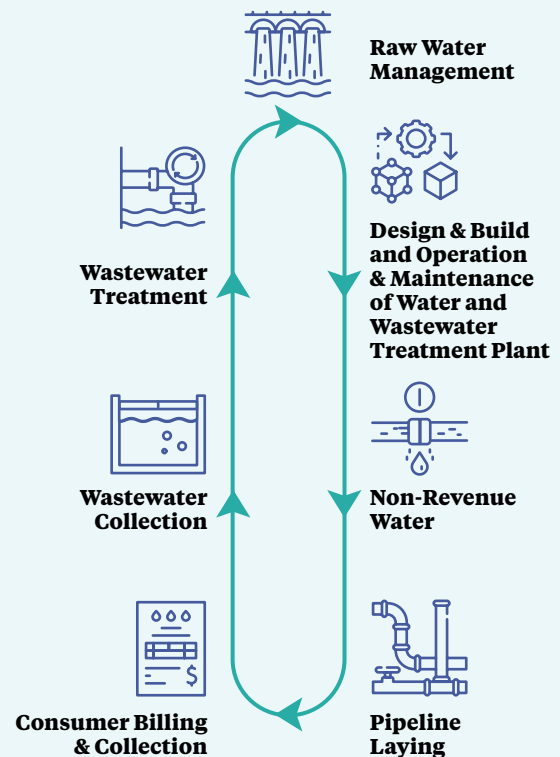 Raw Water
Management
Design & Build
and Operation
& Maintenance
of Water and
Wastewater
Treatment Plant
Non-Revenue
Water
Pipeline
Laying
Consumer Billing
& Collection
$
Wastewater
Collection
Wastewater
Treatment